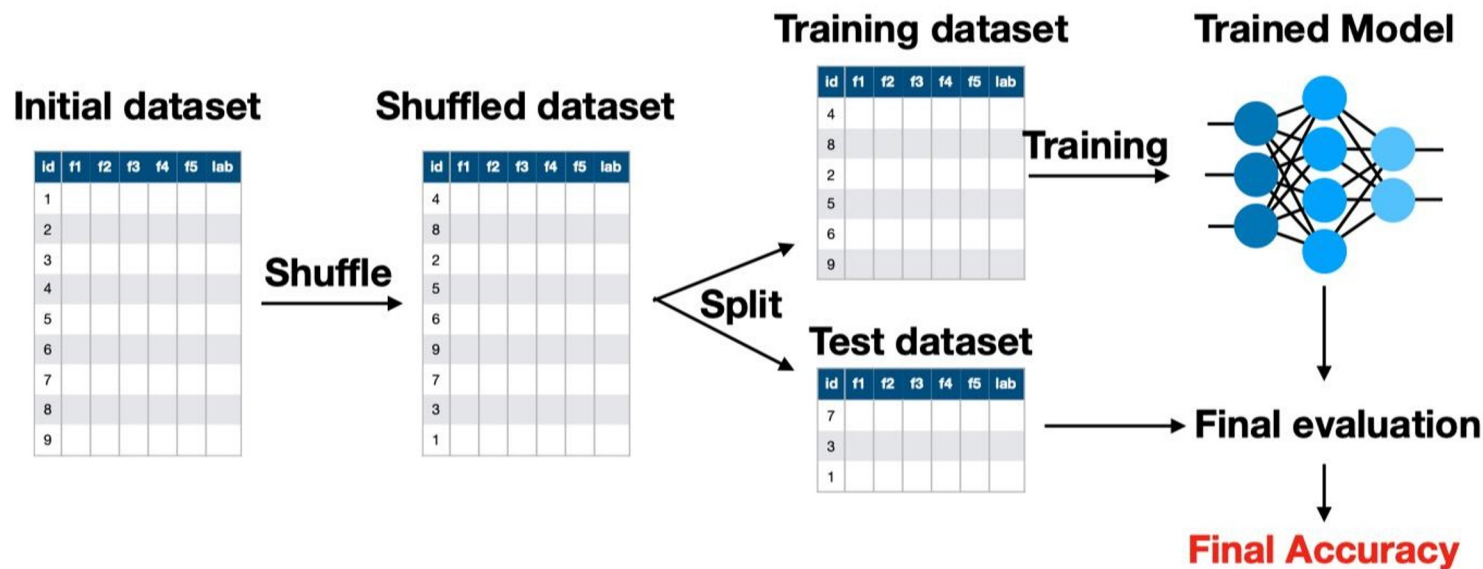 Initial dataset
id f1 f2 f3 f4 f5 lab
1
2
3
4
5
6
7
8
9
Shuffle
Shuffled dataset
id f1 f2 f3 f4 f5 lab
4
8
2
5
6
9
7
3
1
Split
Training dataset
id f1 f2 f3 f4 f5 lab
4
8
2
5
6
9
Test dataset
id f1 f2 f3 f4 f5 lab
7
3
1
Training
Trained Model
Final evaluation
Final Accuracy